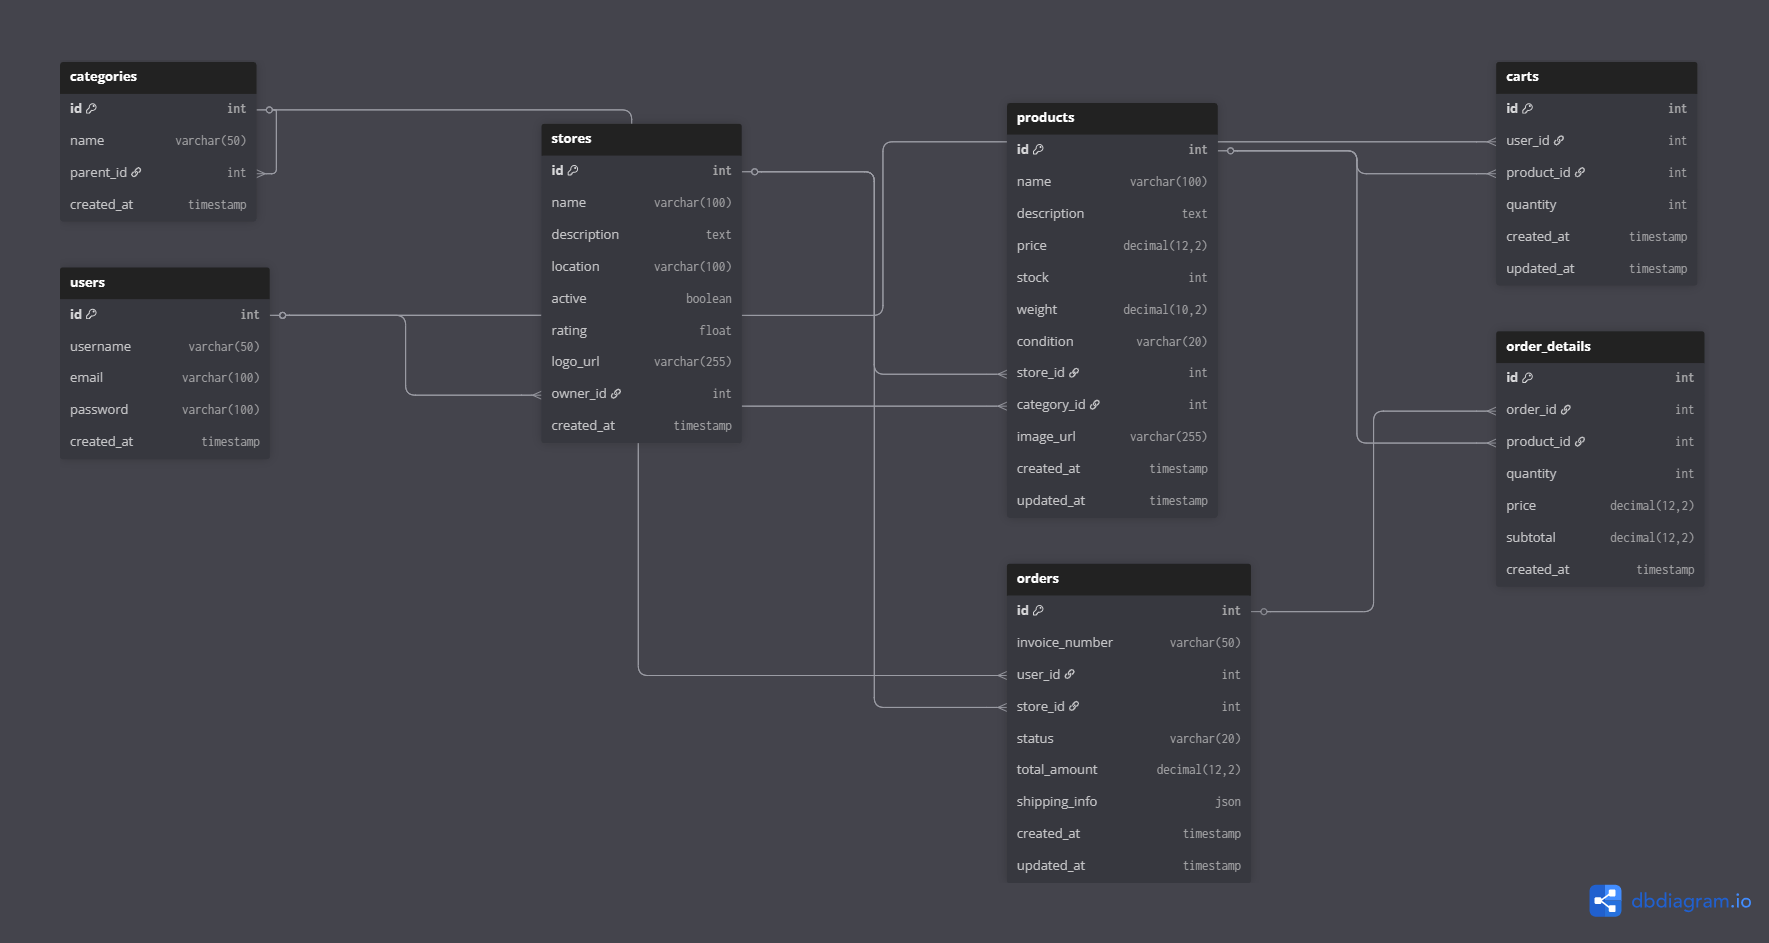 categories
id int
name varchar(50)
parent_id int
created_at timestamp
users
id int
username varchar(50)
email varchar(100)
password varchar(100)
created_at timestamp
stores
id int
name varchar(100)
description text
location varchar(100)
active boolean
rating float
logo_url varchar(255)
owner_id int
created_at timestamp
products
id int
name varchar(100)
description text
price decimal(12,2)
stock int
weight decimal(10,2)
condition varchar(20)
store_id int
category_id int
image_url varchar(255)
created_at timestamp
updated_at timestamp
orders
id int
invoice_number varchar(50)
user_id int
store_id int
status varchar(20)
total_amount decimal(12,2)
shipping_info json
created_at timestamp
updated_at timestamp
carts
id int
user_id int
product_id int
quantity int
created_at timestamp
updated_at timestamp
order_details
id int
order_id int
product_id int
quantity int
price decimal(12,2)
subtotal decimal(12,2)
created_at timestamp
dbdiagram.io